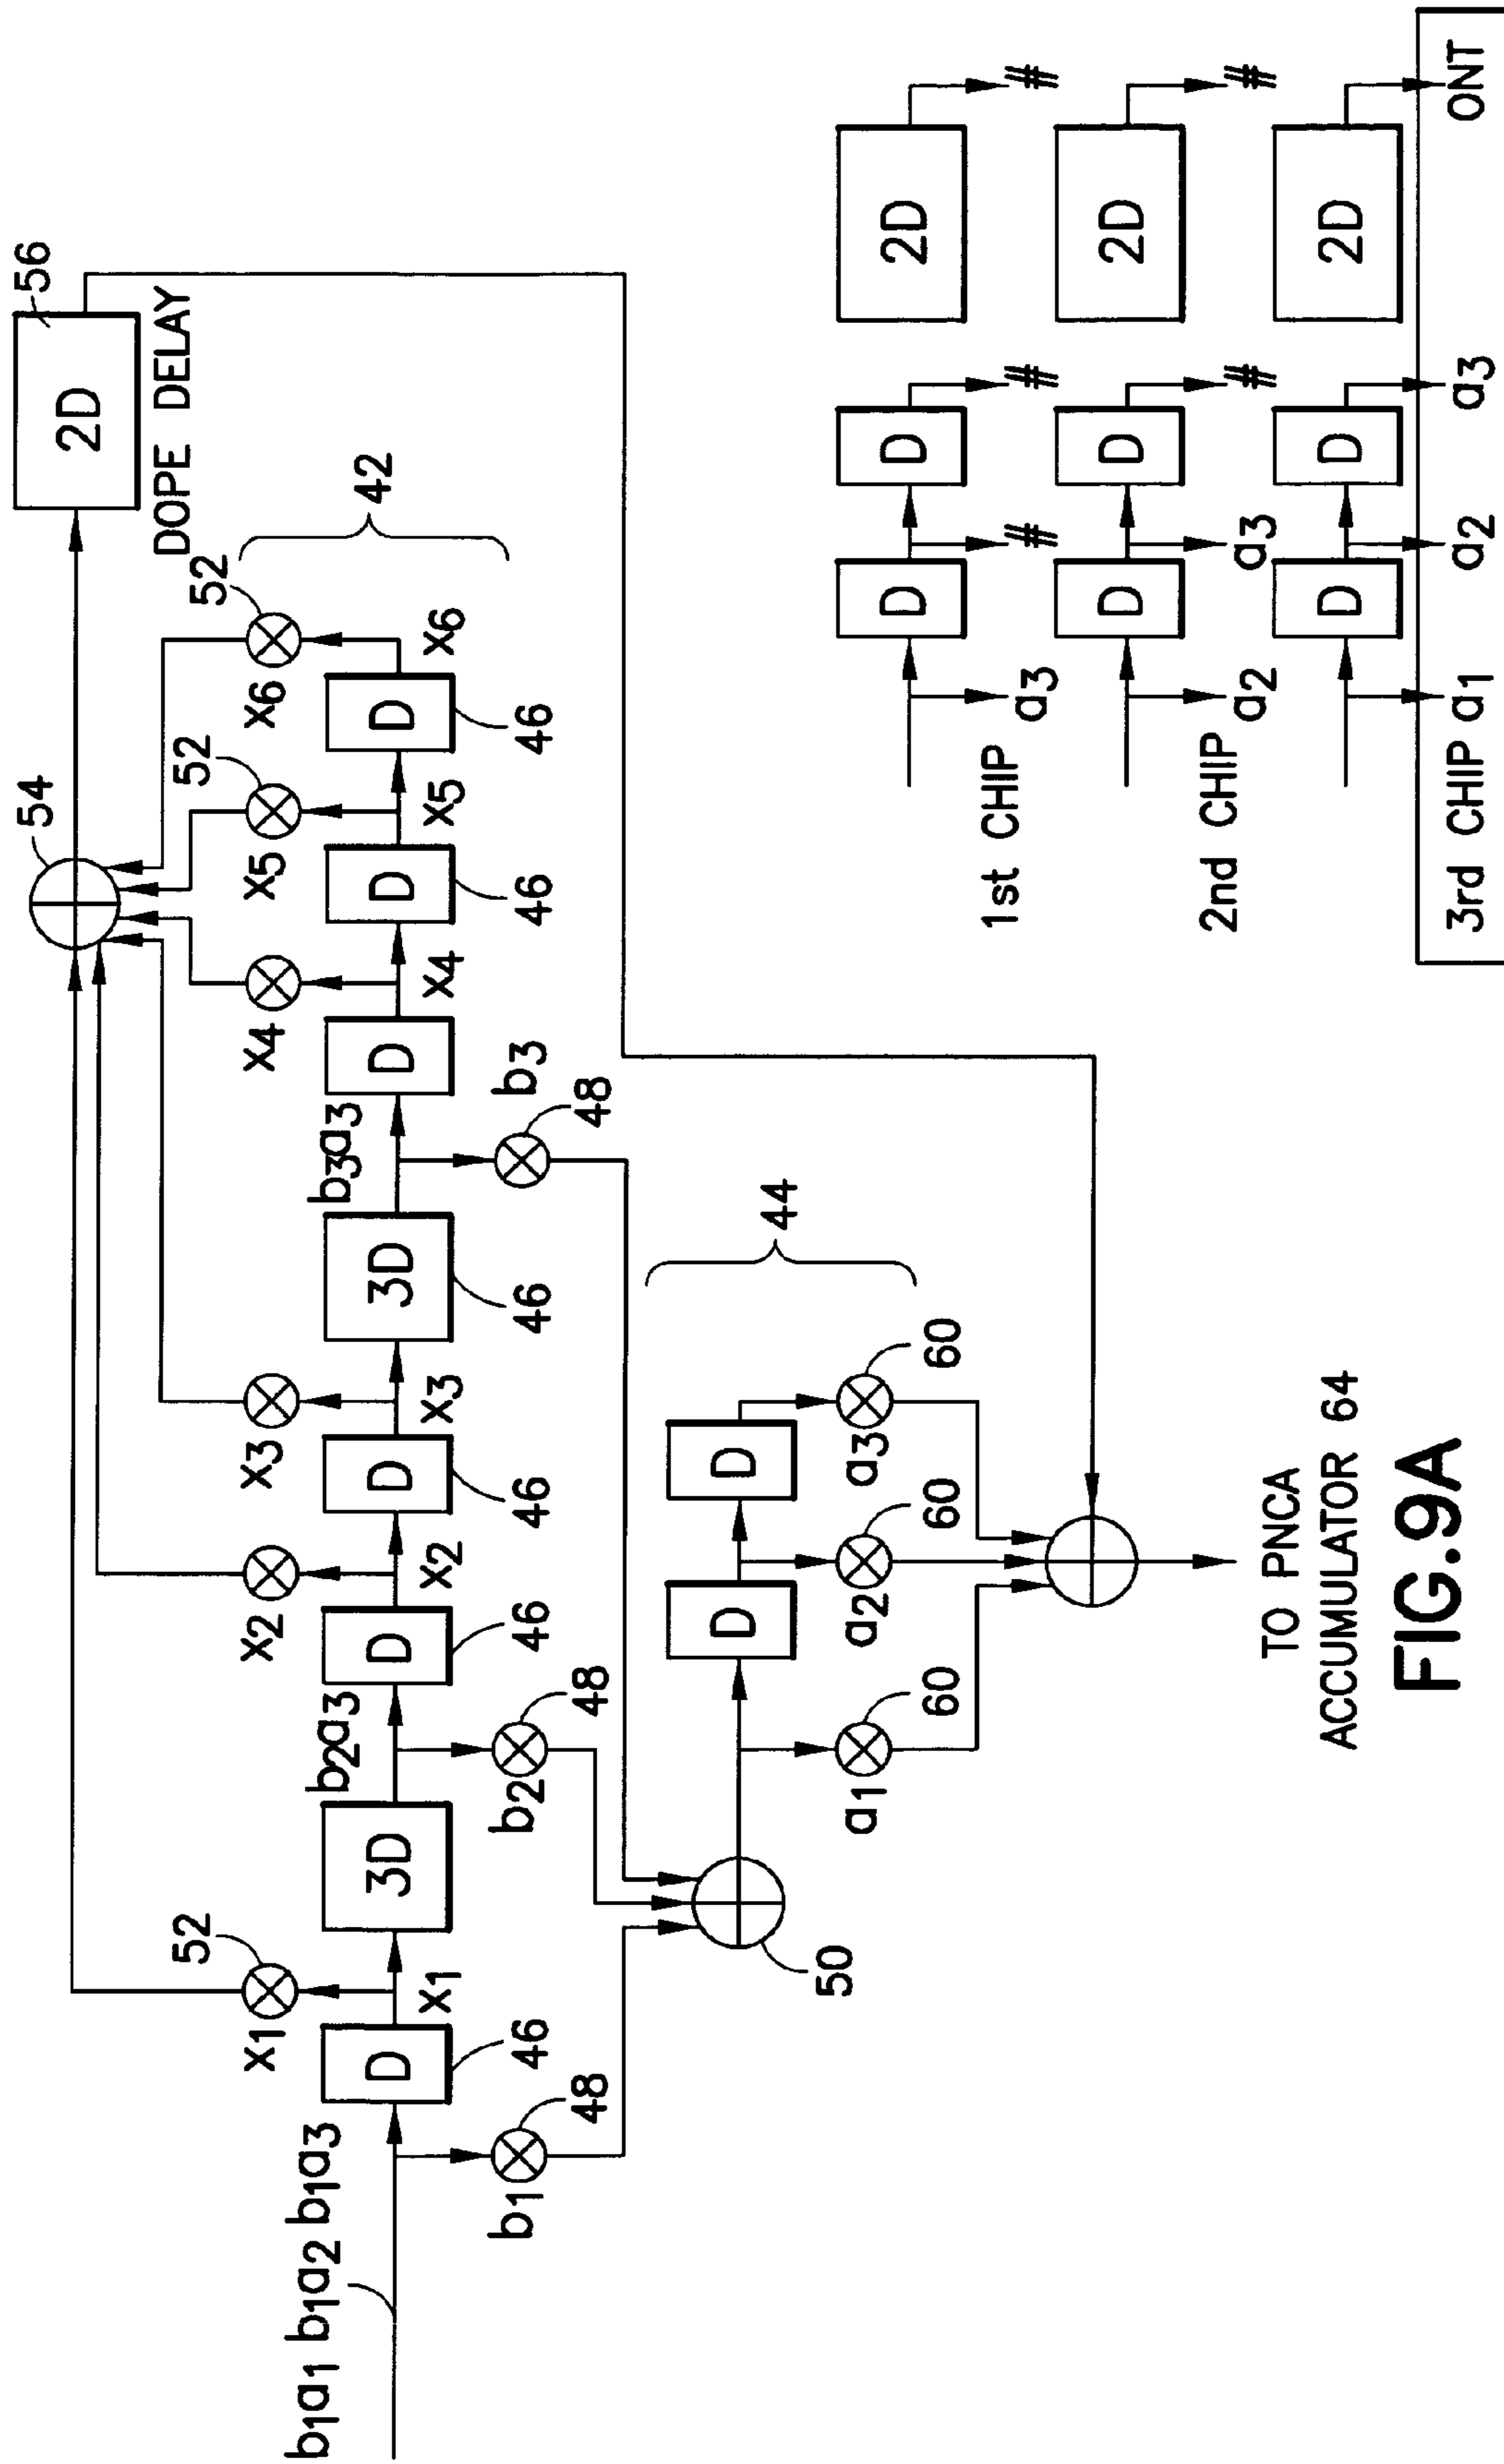 56
2D
DOPE DELAY
54
52
52
42
52
x1
x2
x3
x4
x5
x6
b1a1 b1a2 b1a3
D
x1
3D
b2a3
D
x2
D
x3
3D
b3a3
D
x4
D
x5
D
x6
46
46
46
46
46
46
46
b1
48
b2
48
b3
48
44
50
D
D
a1
60
a2
60
a3
60
TO PNCA
ACCUMULATOR 64
FIG.9A
D
D
2D
1st CHIP
a3
#
#
#
D
D
2D
2nd CHIP
a2
a3
#
#
D
D
2D
3rd CHIP
a1
a2
a3
ONT